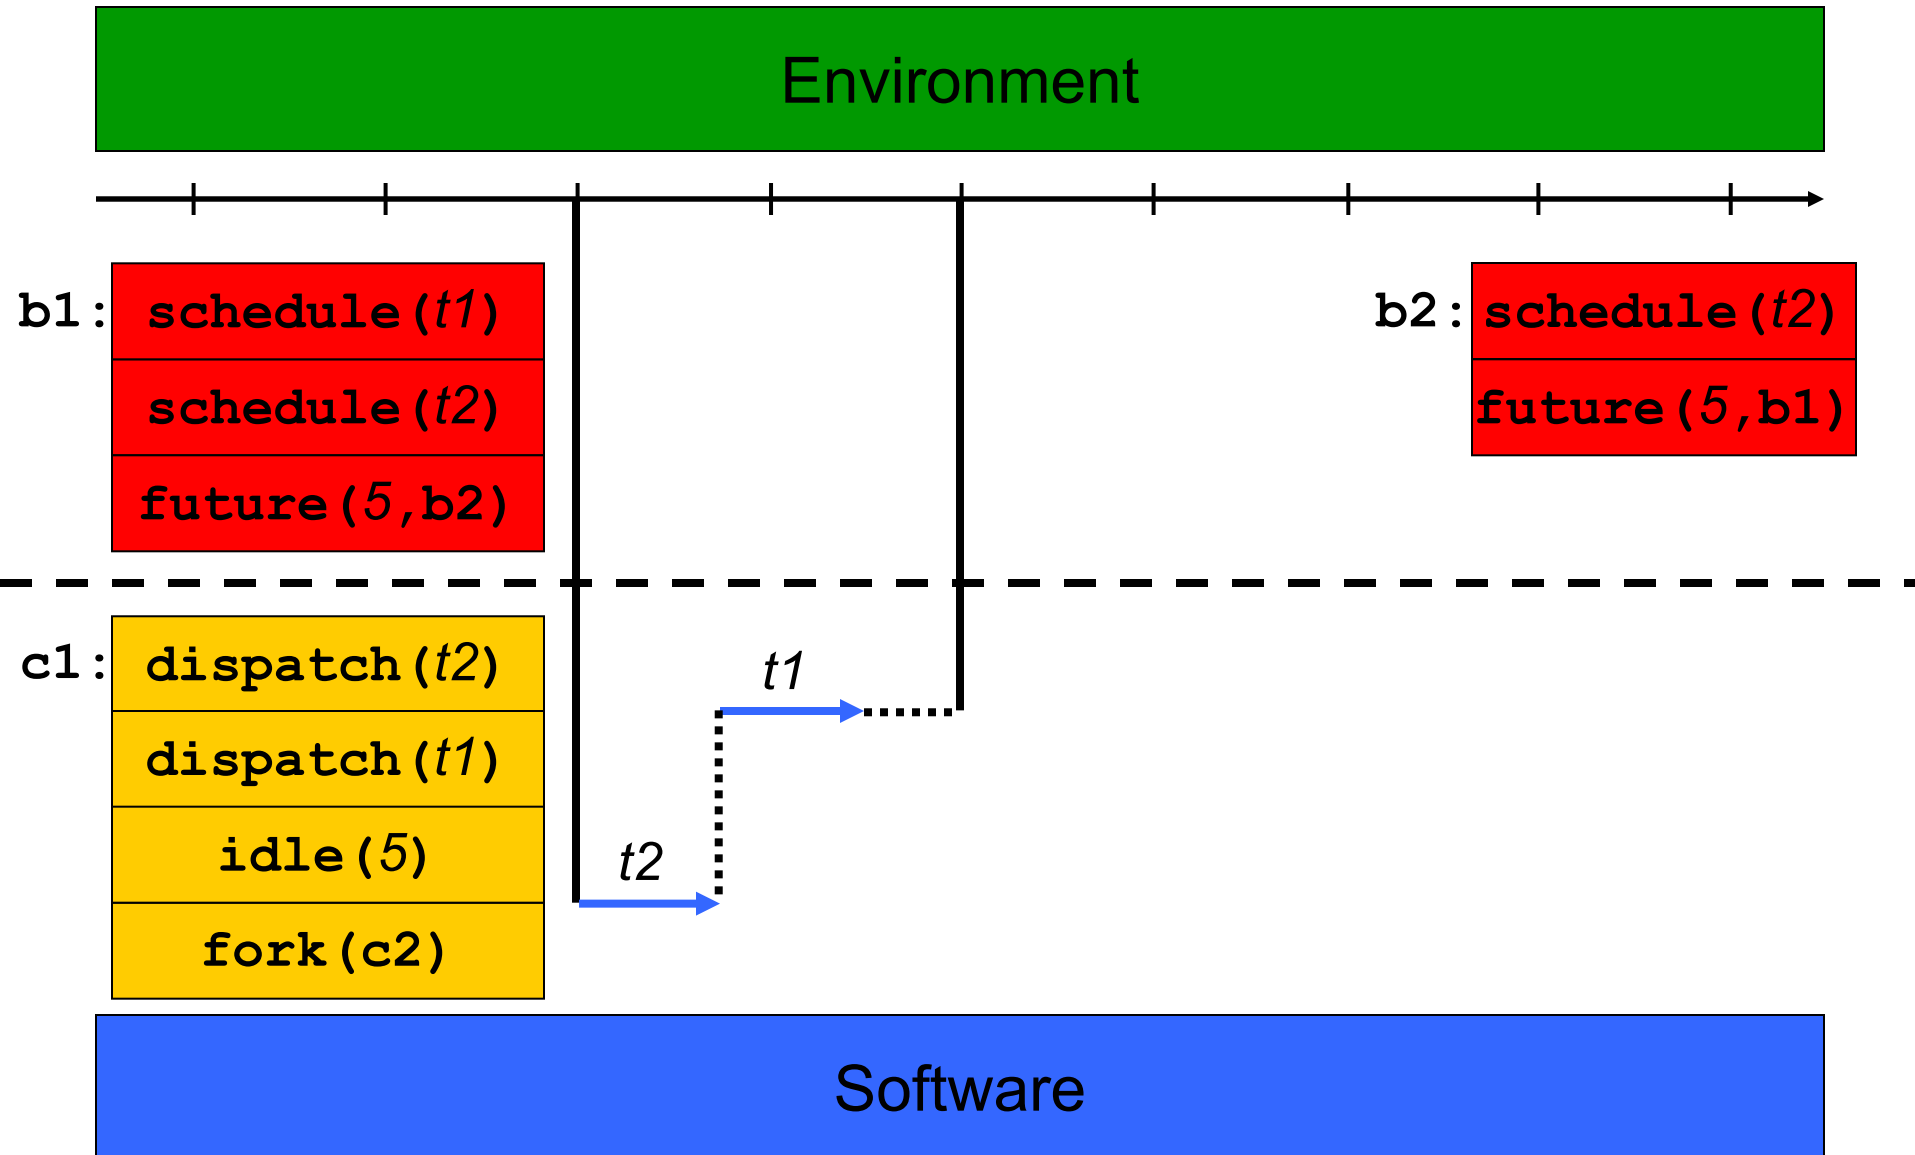 Environment
b1:
schedule(t1)
schedule(t2)
future(5,b2)
b2:
schedule(t2)
future(5,b1)
c1:
dispatch(t2)
dispatch(t1)
idle(5)
fork(c2)
t1
t2
Software